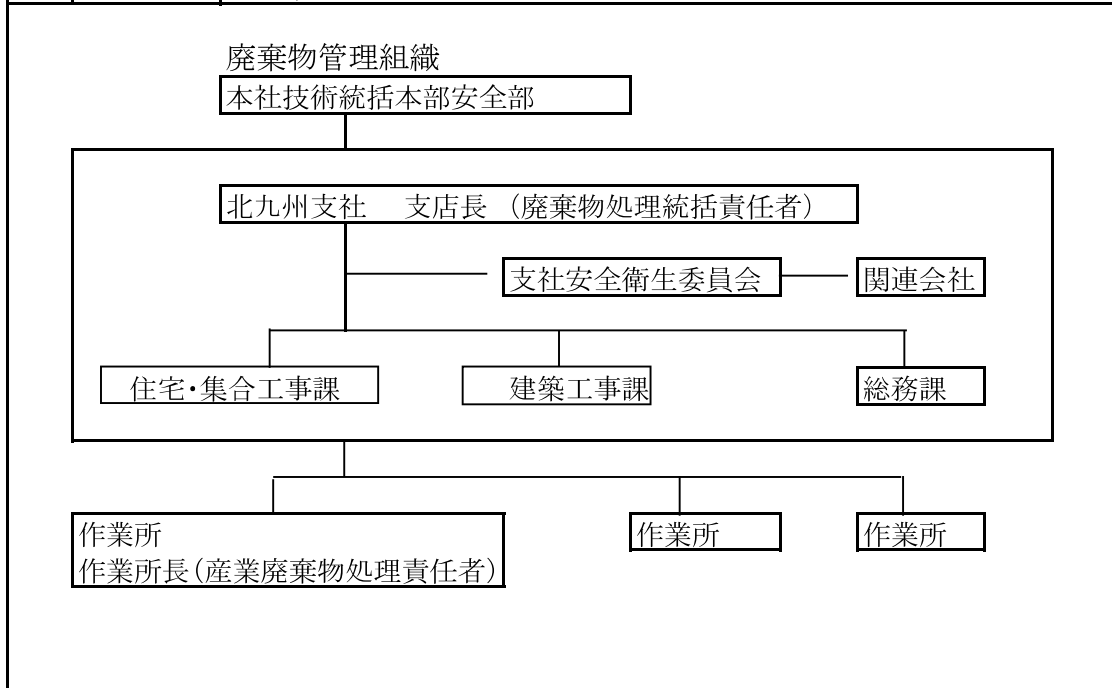 廃棄物管理組織
本社技術統括本部安全部
北九州支社　支店長（廃棄物処理統括責任者）
支社安全衛生委員会
関連会社
住宅・集合工事課
建築工事課
総務課
作業所
作業所長（産業廃棄物処理責任者）
作業所
作業所